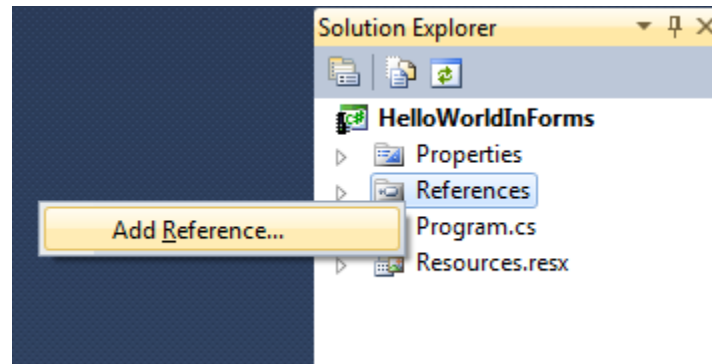 Solution Explorer
HelloWorldInForms
Properties
References
Add Reference...
Program.cs
Resources.resx